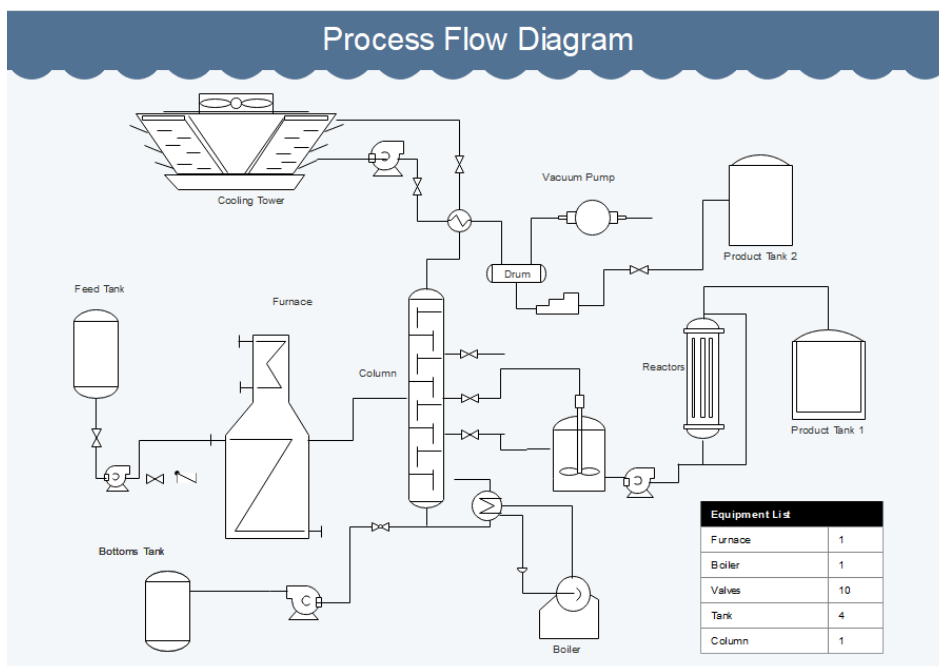 Process Flow Diagram
Cooling Tower
Vacuum Pump
Product Tank 2
Drum
Feed Tank
Furnace
Column
Reactors
Product Tank 1
Bottoms Tank
Boiler
Equipment List
Furnace 1
Boiler 1
Valves 10
Tank 4
Column 1